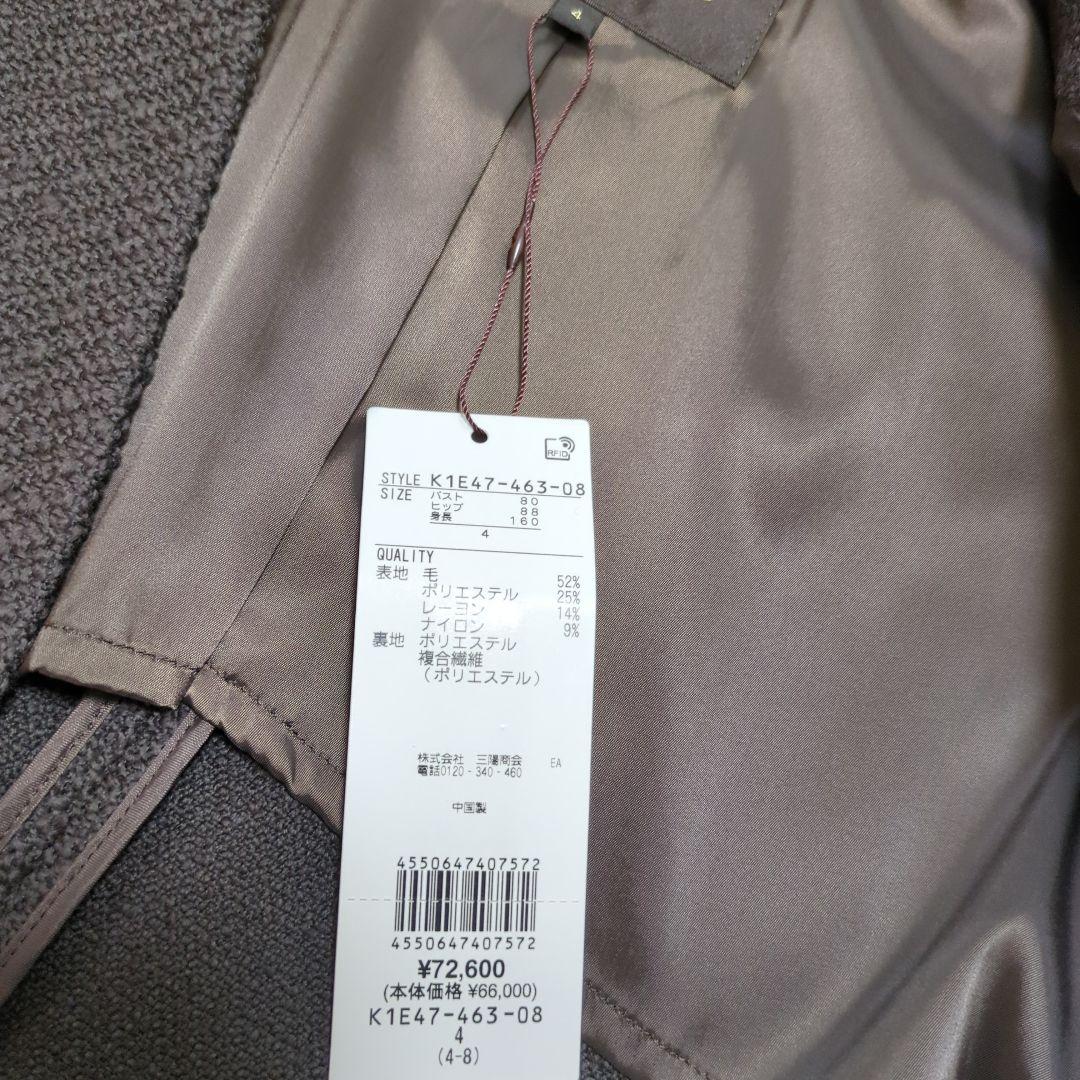 4
RFID
STYLE K1E47-463-08
SIZE バスト 80
ヒップ 88
身長 160
4
QUALITY
表地 毛 52%
ポリエステル 25%
レーヨン 14%
ナイロン 9%
裏地 ポリエステル
複合繊維
(ポリエステル)
株式会社 三陽商会 EA
電話0120-340-460
中国製
4550647407572
4550647407572
¥72,600
(本体価格 ¥66,000)
K1E47-463-08
4
(4-8)